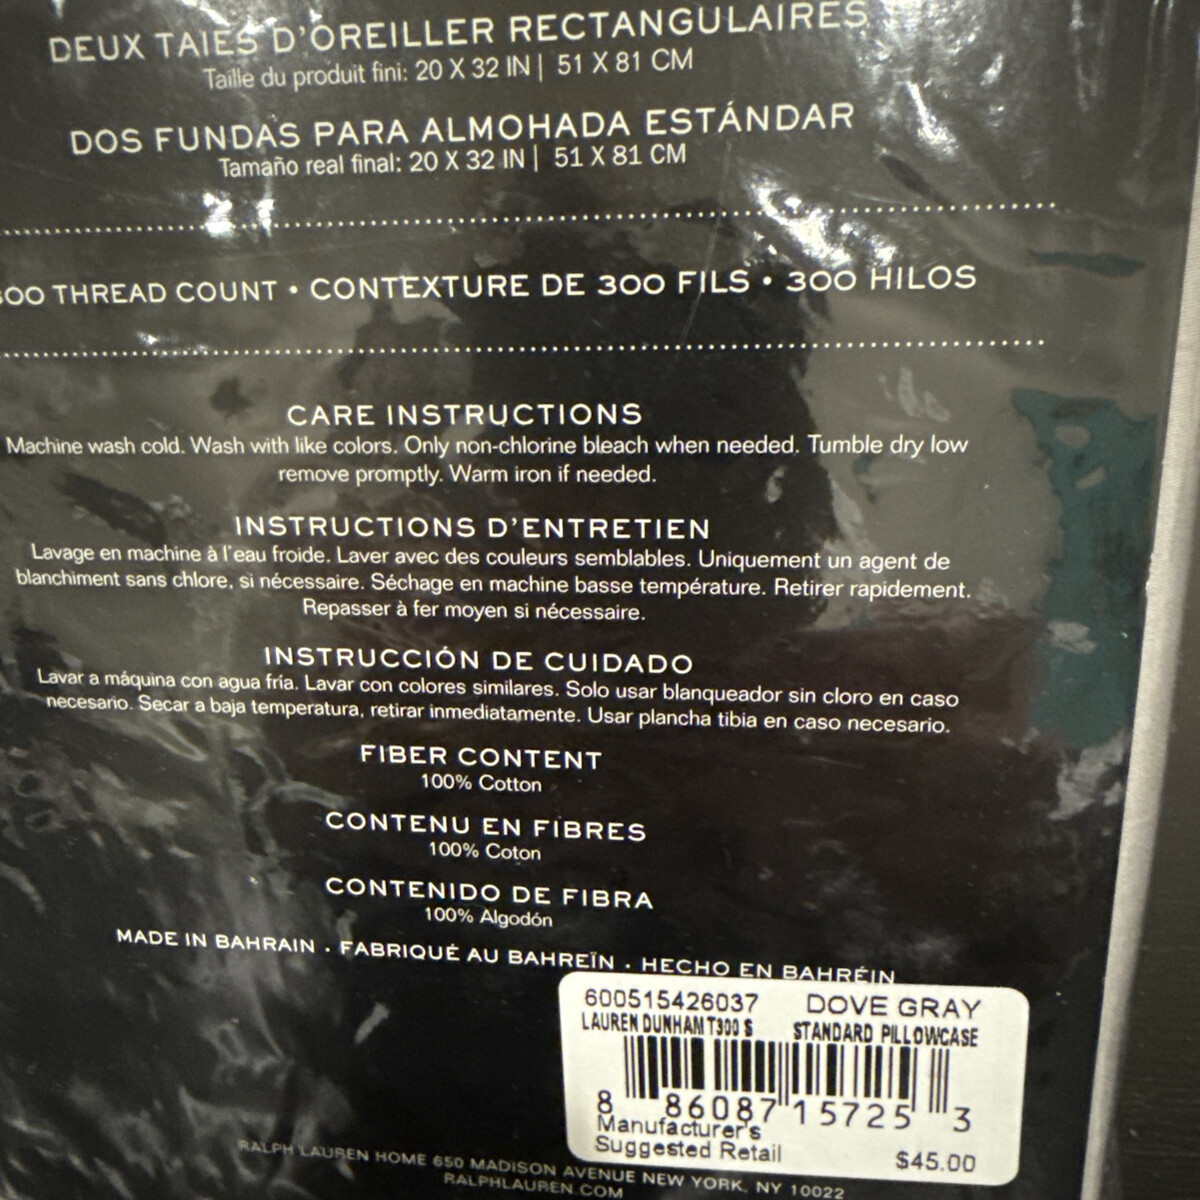 DEUX TAIES D'OREILLER RECTANGULAIRES
Taille du produit fini: 20 X 32 IN | 51 X 81 CM
DOS FUNDAS PARA ALMOHADA ESTÁNDAR
Tamaño real final: 20 X 32 IN | 51 X 81 CM
300 THREAD COUNT • CONTEXTURE DE 300 FILS • 300 HILOS
CARE INSTRUCTIONS
Machine wash cold. Wash with like colors. Only non-chlorine bleach when needed. Tumble dry low
remove promptly. Warm iron if needed.
INSTRUCTIONS D'ENTRETIEN
Lavage en machine à l'eau froide. Laver avec des couleurs semblables. Uniquement un agent de
blanchiment sans chlore, si nécessaire. Séchage en machine basse température. Retirer rapidement.
Repasser à fer moyen si nécessaire.
INSTRUCCIÓN DE CUIDADO
Lavar a máquina con agua fría. Lavar con colores similares. Solo usar blanqueador sin cloro en caso
necesario. Secar a baja temperatura, retirar inmediatamente. Usar plancha tibia en caso necesario.
FIBER CONTENT
100% Cotton
CONTENU EN FIBRES
100% Coton
CONTENIDO DE FIBRA
100% Algodón
MADE IN BAHRAIN • FABRIQUÉ AU BAHREÏN • HECHO EN BAHRÉIN
600515426037 DOVE GRAY
LAUREN DUNHAM T300 S STANDARD PILLOWCASE
8 86087 15725 3
Manufacturer's
Suggested Retail $45.00
RALPH LAUREN HOME 650 MADISON AVENUE NEW YORK, NY 10022
RALPHLAUREN.COM